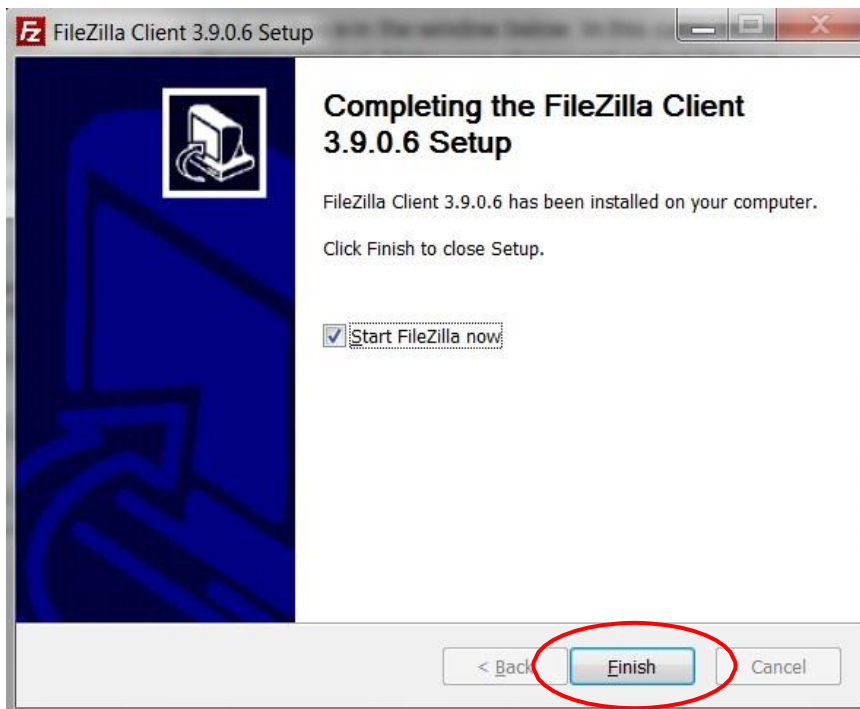 FileZilla Client 3.9.0.6 Setup
Completing the FileZilla Client
3.9.0.6 Setup
FileZilla Client 3.9.0.6 has been installed on your computer.
Click Finish to close Setup.
Start FileZilla now
< Back Finish Cancel